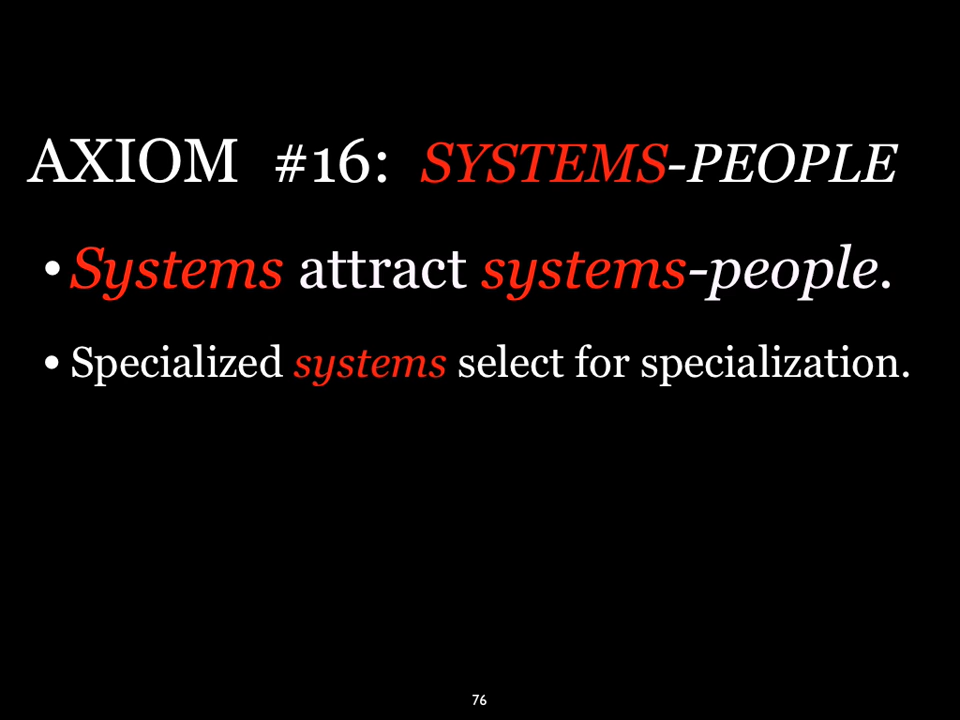 AXIOM #16: SYSTEMS-PEOPLE
• Systems attract systems-people.
• Specialized systems select for specialization.
76